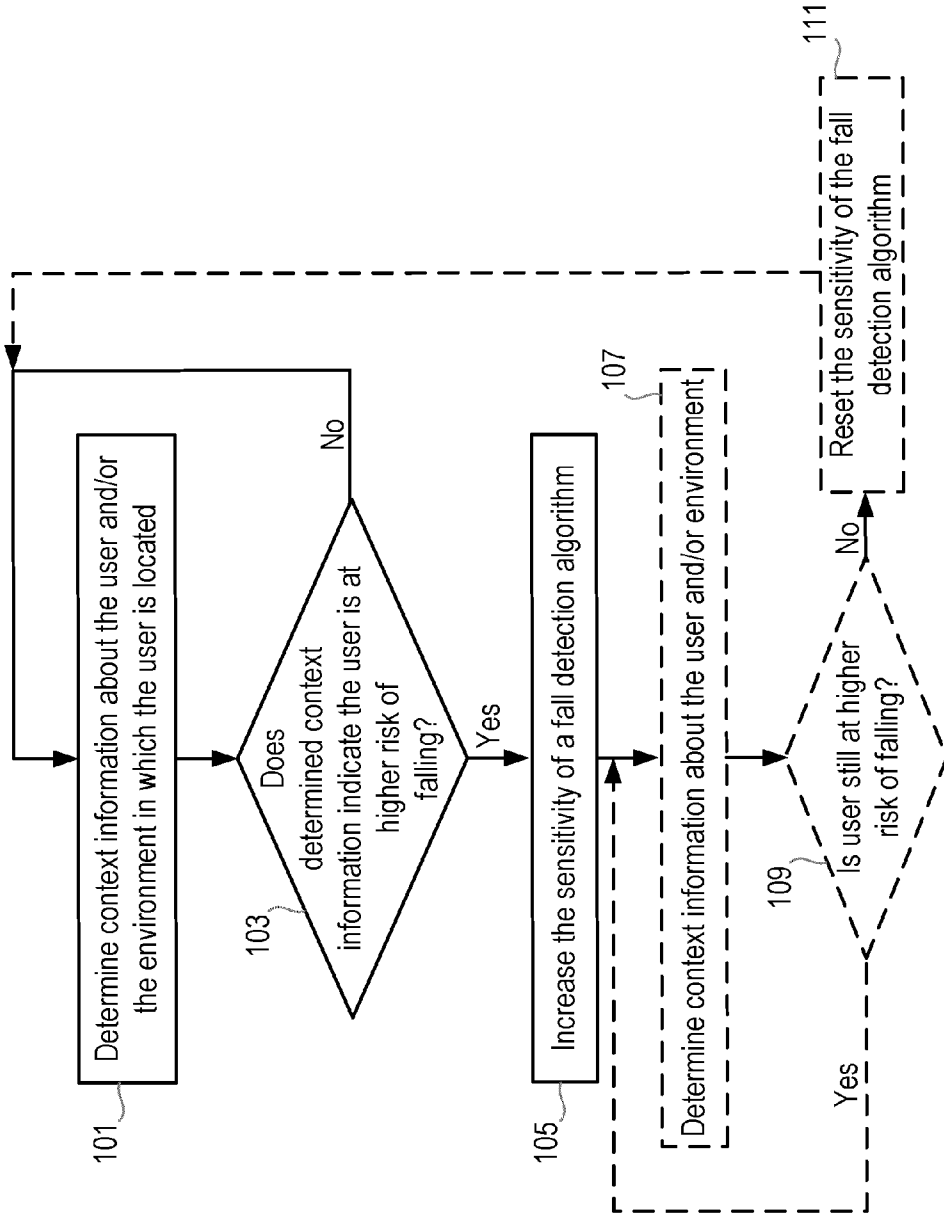 101
Determine context information about the user and/or
the environment in which the user is located
103
Does
determined context
information indicate the user is at
higher risk of
falling?
No
Yes
105
Increase the sensitivity of a fall detection algorithm
107
Determine context information about the user and/or environment
109
Is user still at higher
risk of falling?
Yes
No
111
Reset the sensitivity of the fall
detection algorithm